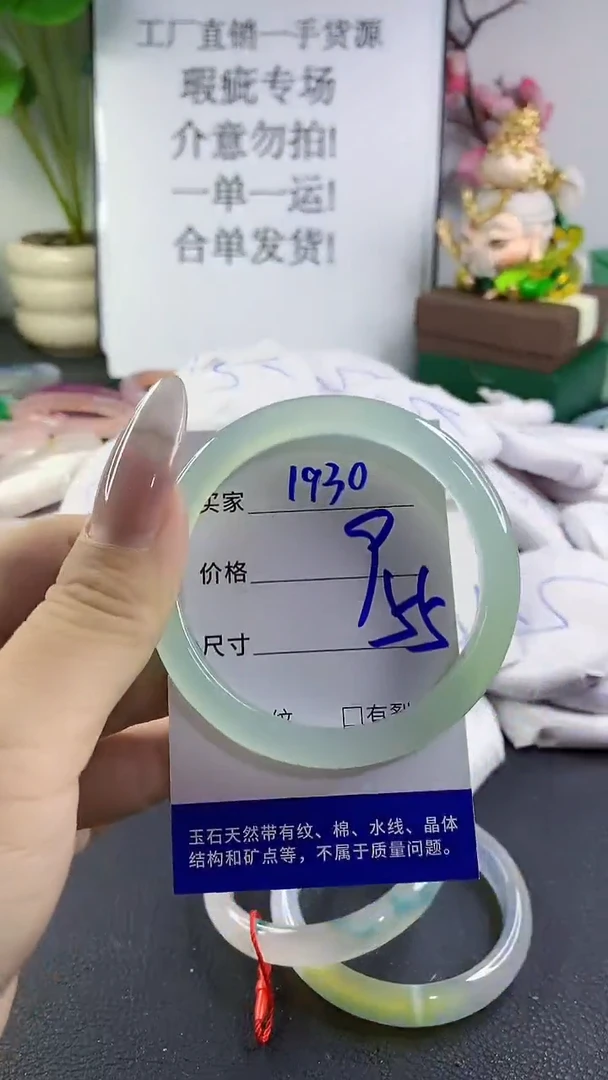 工厂直销一手货源
瑕疵专场
介意勿拍!
一单一运!
合单发货!
买家 1930
价格
尺寸 55
纹 □有裂
玉石天然带有纹、棉、水线、晶体
结构和矿点等，不属于质量问题。